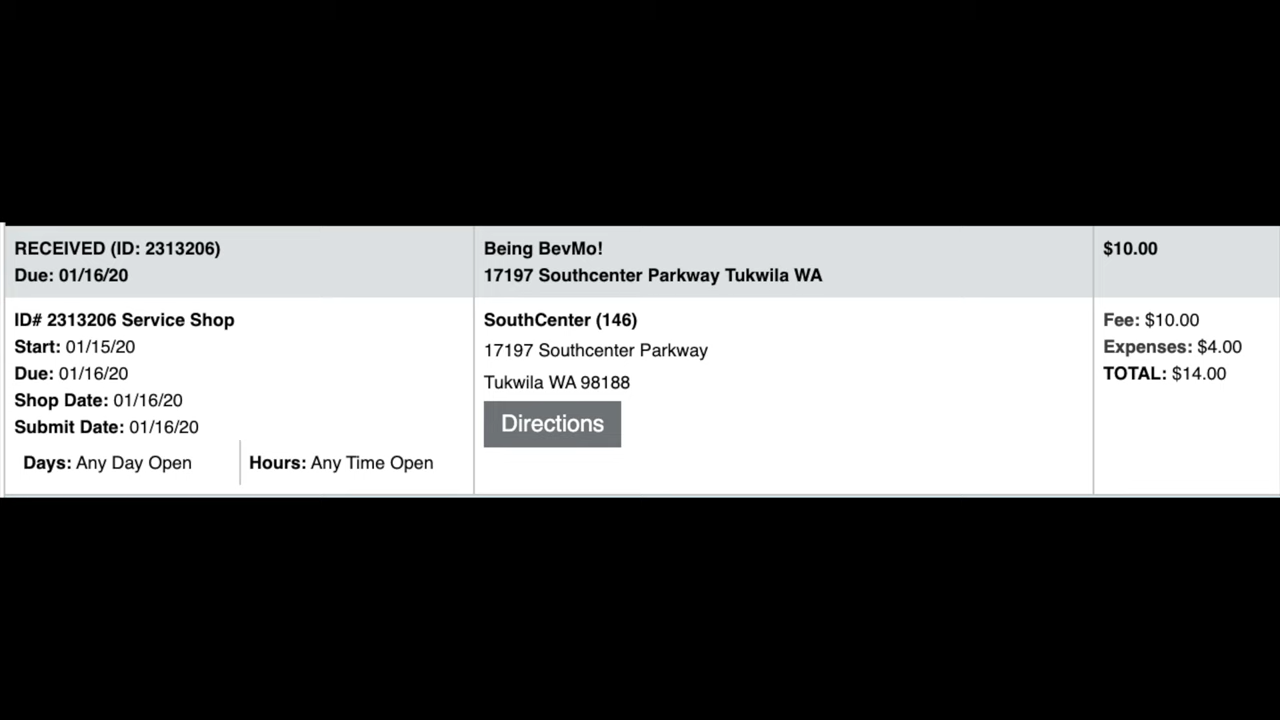 RECEIVED (ID: 2313206)
Due: 01/16/20
Being BevMo!
17197 Southcenter Parkway Tukwila WA
$10.00
ID# 2313206 Service Shop
Start: 01/15/20
Due: 01/16/20
Shop Date: 01/16/20
Submit Date: 01/16/20
Days: Any Day Open
Hours: Any Time Open
SouthCenter (146)
17197 Southcenter Parkway
Tukwila WA 98188
Directions
Fee: $10.00
Expenses: $4.00
TOTAL: $14.00